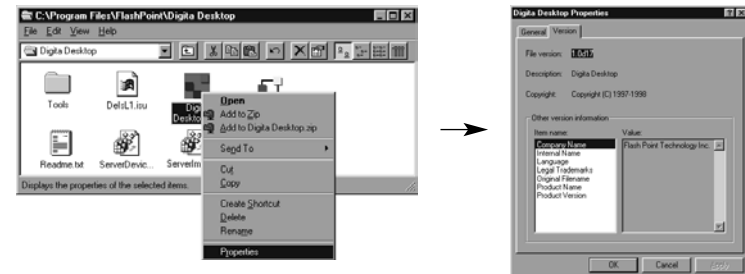 C:\Program Files\FlashPoint\Digita Desktop
File Edit View Help
Digita Desktop
Tools
DelsL1.isu
Readme.txt
ServerDevic...
ServerIm
Open
Add to Zip
Add to Digita Desktop.zip
Send To
Cut
Copy
Create Shortcut
Delete
Rename
Properties
Displays the properties of the selected items.
Digita Desktop Properties
General Version
File version:
Description: Digita Desktop
Copyright: Copyright (C) 1997-1998
Other version information
Item name: Value:
Company Name
Internal Name
Language
Legal Trademarks
Original Filename
Product Name
Product Version
Flash Point Technology Inc.
OK Cancel Apply